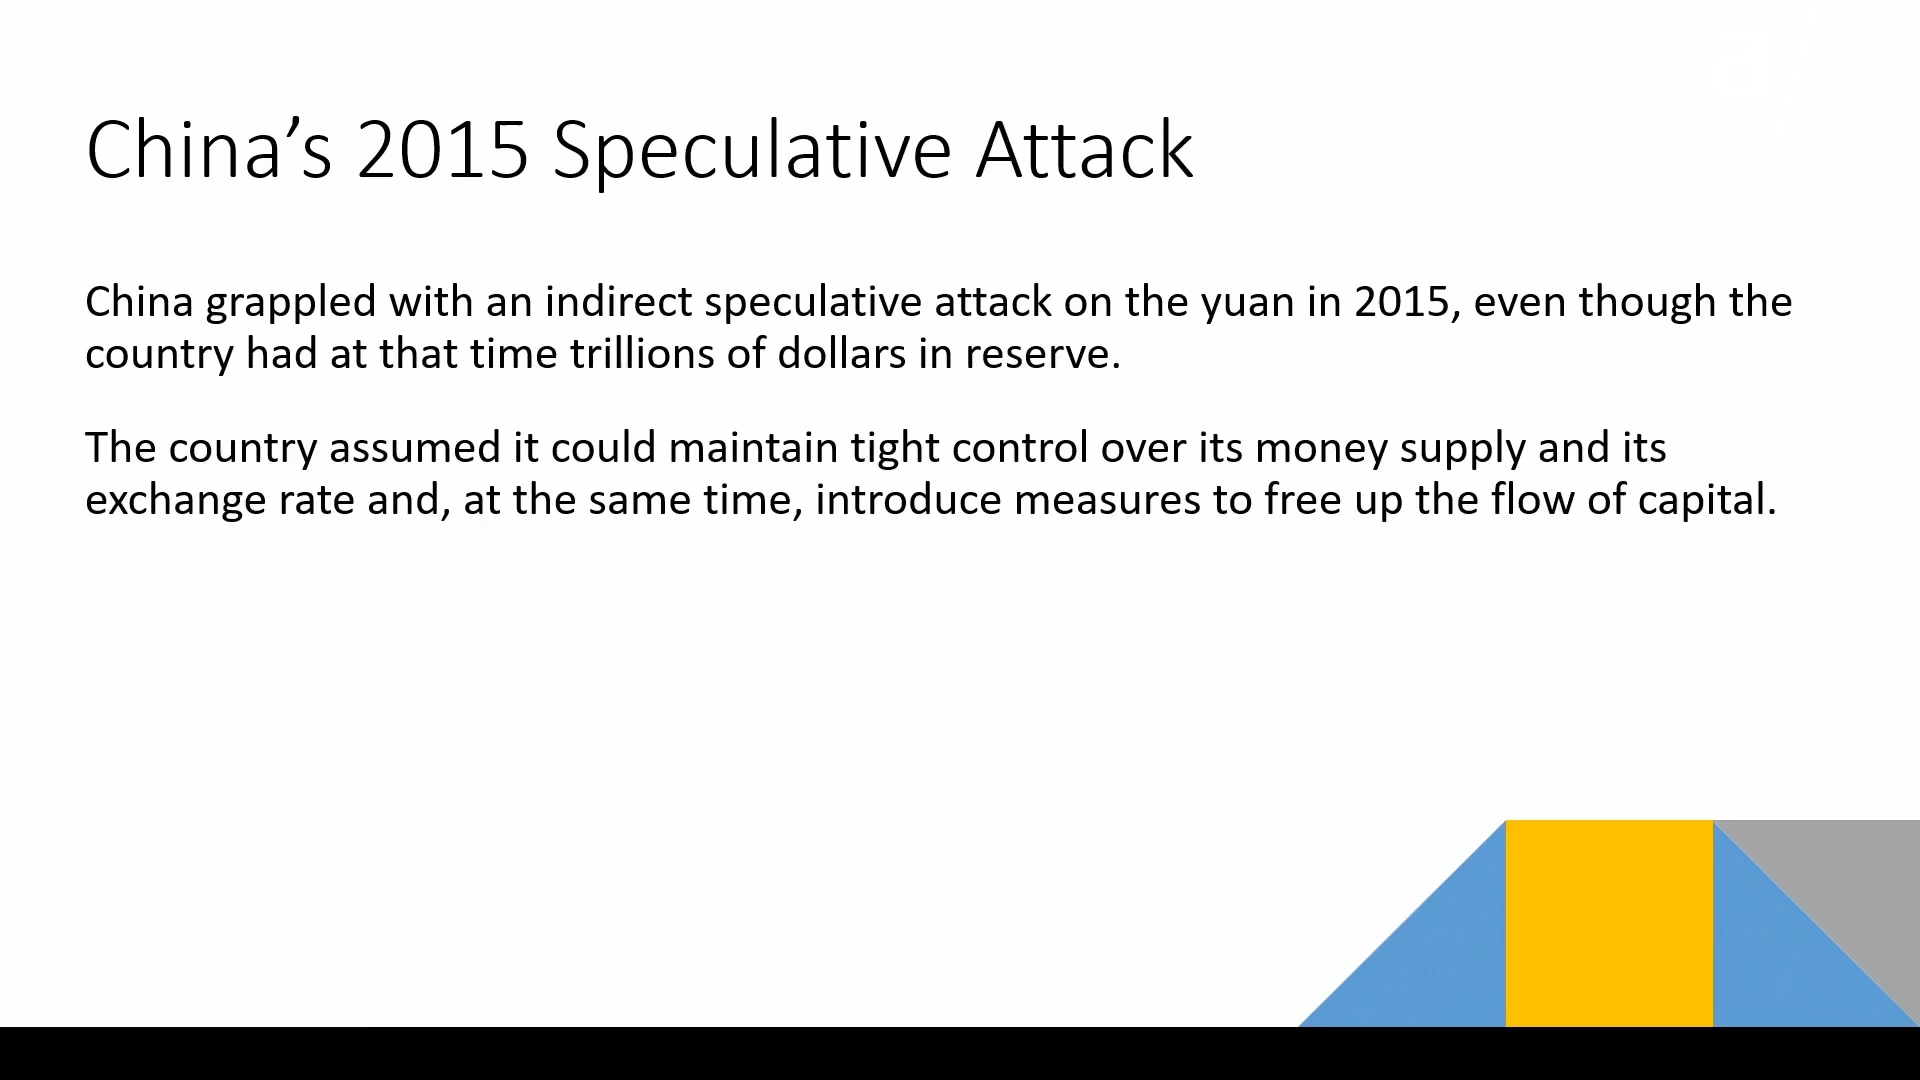 China’s 2015 Speculative Attack
China grappled with an indirect speculative attack on the yuan in 2015, even though the
country had at that time trillions of dollars in reserve.
The country assumed it could maintain tight control over its money supply and its
exchange rate and, at the same time, introduce measures to free up the flow of capital.